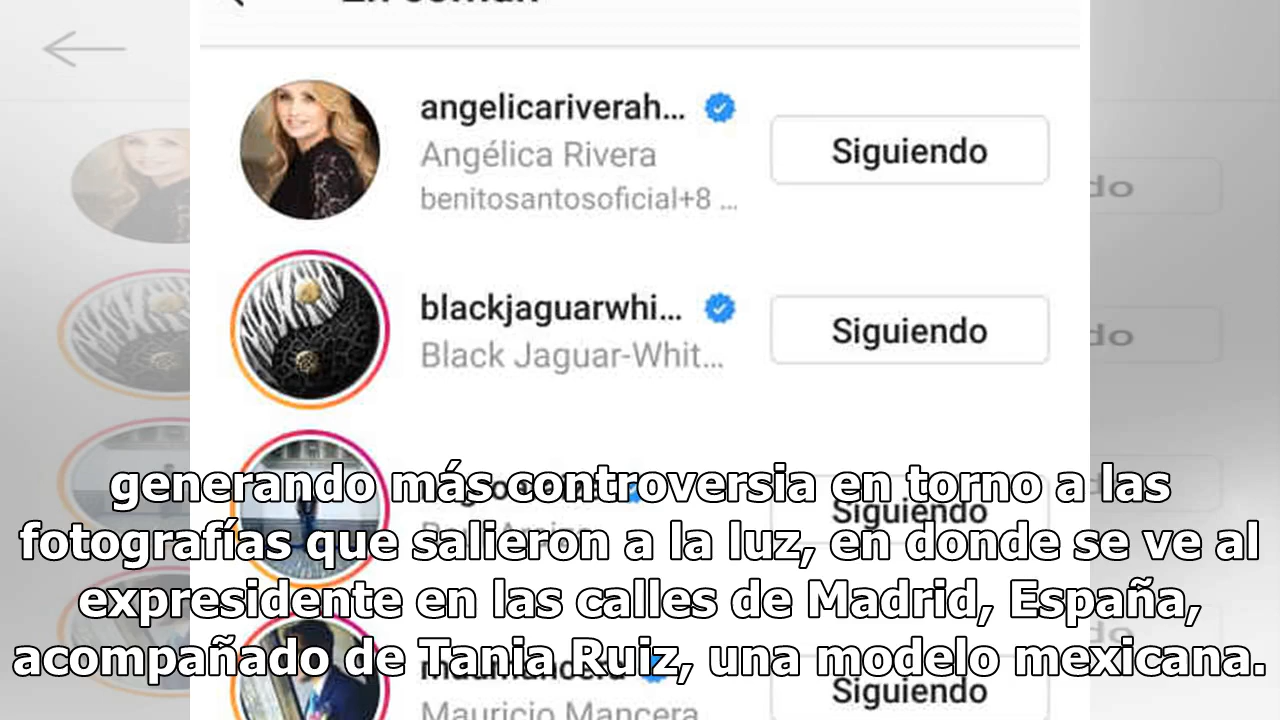 angelicariverah...
Angélica Rivera
benitosantosoficial+8 ...
Siguiendo
blackjaguarwhi...
Black Jaguar-Whit...
Siguiendo
Siguiendo
generando más controversia en torno a las
fotografías que salieron a la luz, en donde se ve al
expresidente en las calles de Madrid, España,
acompañado de Tania Ruiz, una modelo mexicana.
Mauricio Mancera
Siguiendo